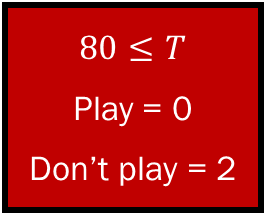 80 ≤ T
Play = 0
Don’t play = 2